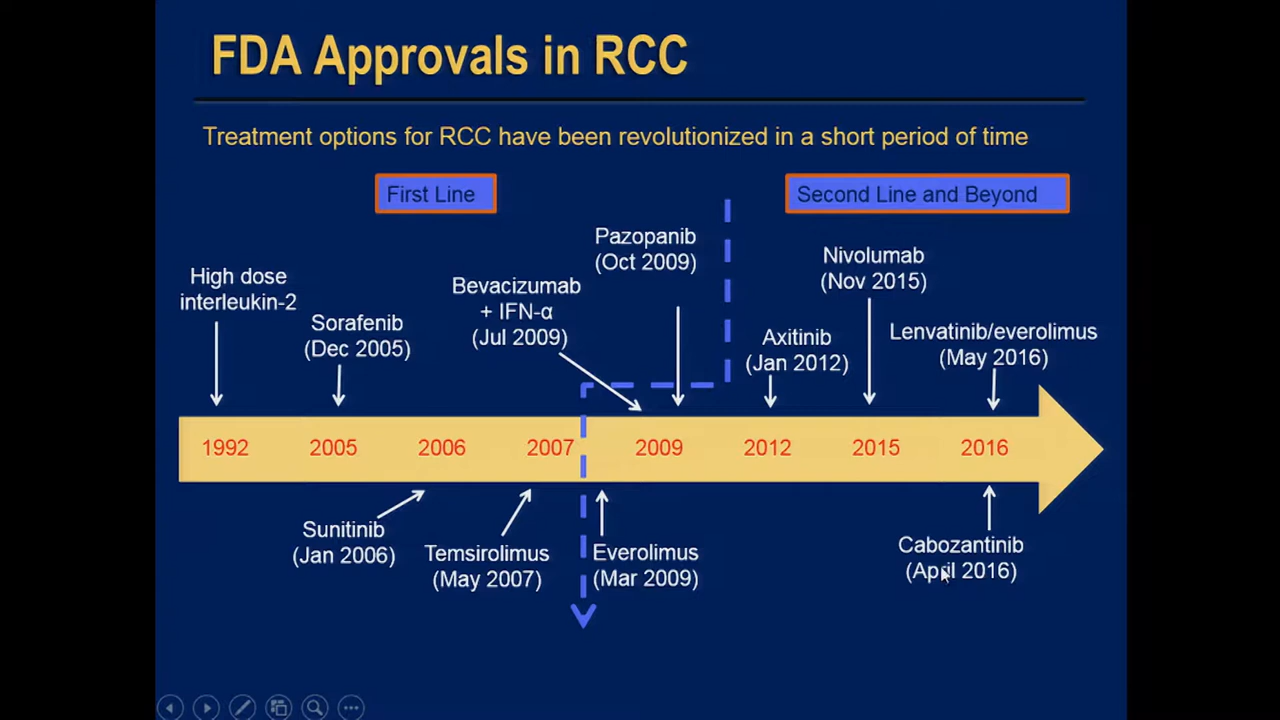 FDA Approvals in RCC
Treatment options for RCC have been revolutionized in a short period of time
First Line
Second Line and Beyond
High dose
interleukin-2
Sorafenib
(Dec 2005)
Bevacizumab
+ IFN-α
(Jul 2009)
Pazopanib
(Oct 2009)
Axitinib
(Jan 2012)
Nivolumab
(Nov 2015)
Lenvatinib/everolimus
(May 2016)
1992
2005
2006
2007
2009
2012
2015
2016
Sunitinib
(Jan 2006)
Temsirolimus
(May 2007)
Everolimus
(Mar 2009)
Cabozantinib
(April 2016)